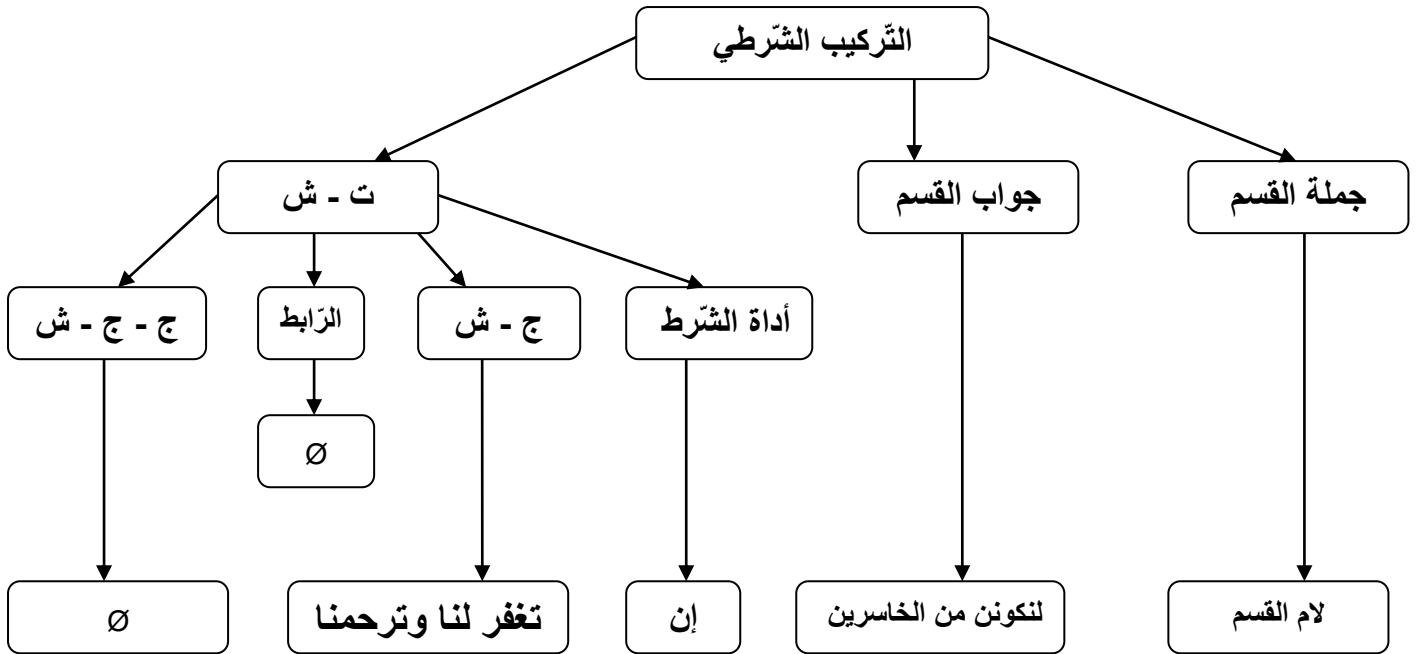 التّركيب الشّرطي
جملة القسم
جواب القسم
ت - ش
أداة الشّرط
ج - ش
الرّابط
ج - ج - ش
Ø
لام القسم
لنكونن من الخاسرين
إن
تغفر لنا وترحمنا
Ø